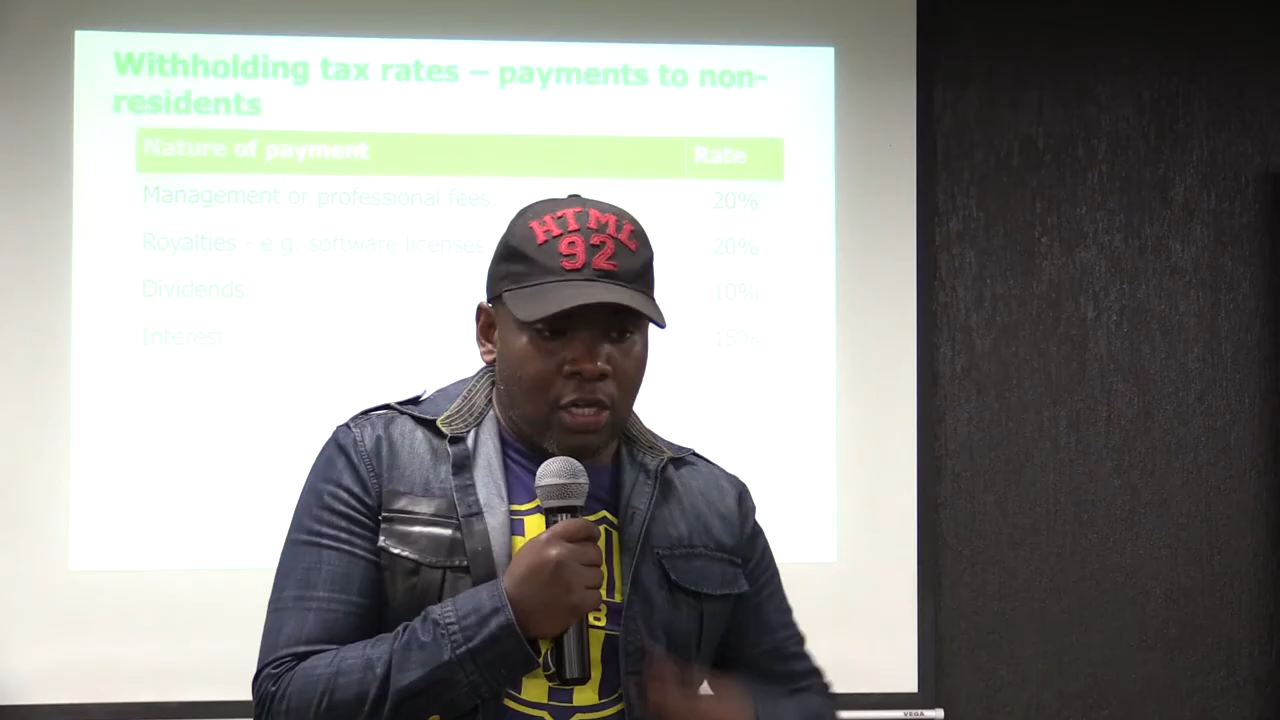 Withholding tax rates – payments to non-
residents
Nature of payment Rate
Management or professional fees 20%
Royalties - e.g. software licenses 20%
Dividends 10%
Interest 15%
HTML
92
VEGA